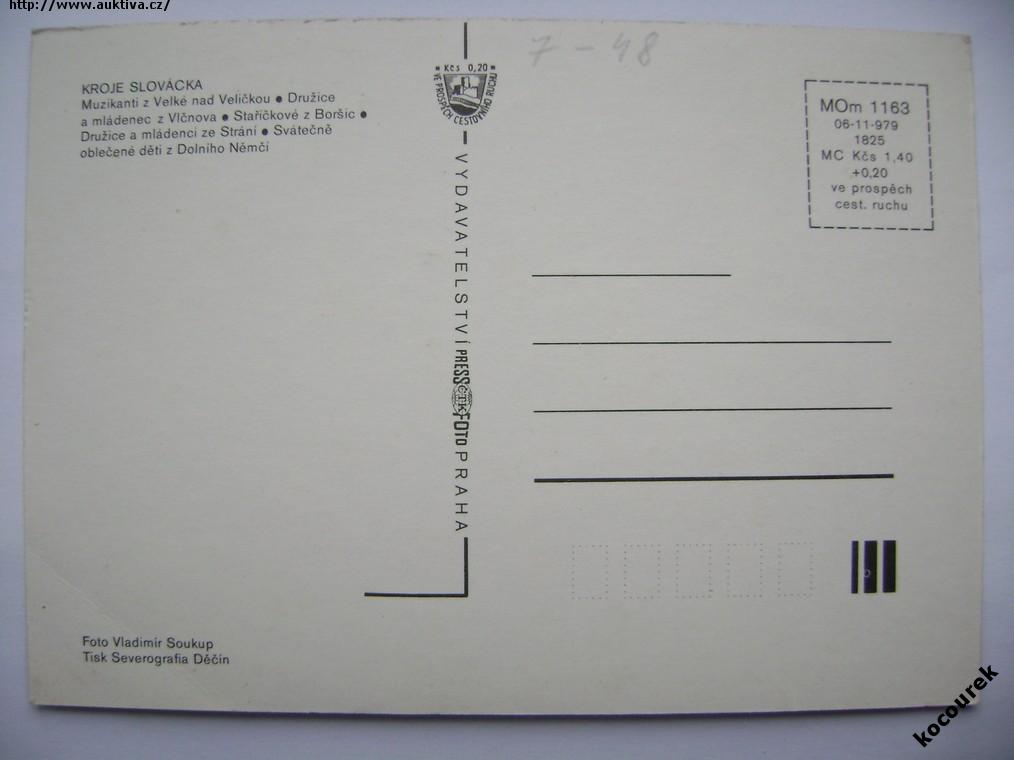 http://www.auktiva.cz/
7 - 48
KROJE SLOVÁCKA
Muzikanti z Velké nad Veličkou ● Družice
a mládenec z Vlčnova ● Staříčkové z Boršic ●
Družice a mládenci ze Strání ● Svátečně
oblečené děti z Dolního Němčí
Kčs 0,20
VE PROSPĚCH CESTOVNÍHO RUCHU
VYDAVATELSTVÍ PRESSFOTO PRAHA
ČTK
MOm 1163
06-11-979
1825
MC Kčs 1,40
+0,20
ve prospěch
cest. ruchu
Foto Vladimír Soukup
Tisk Severografia Děčín
kocourek